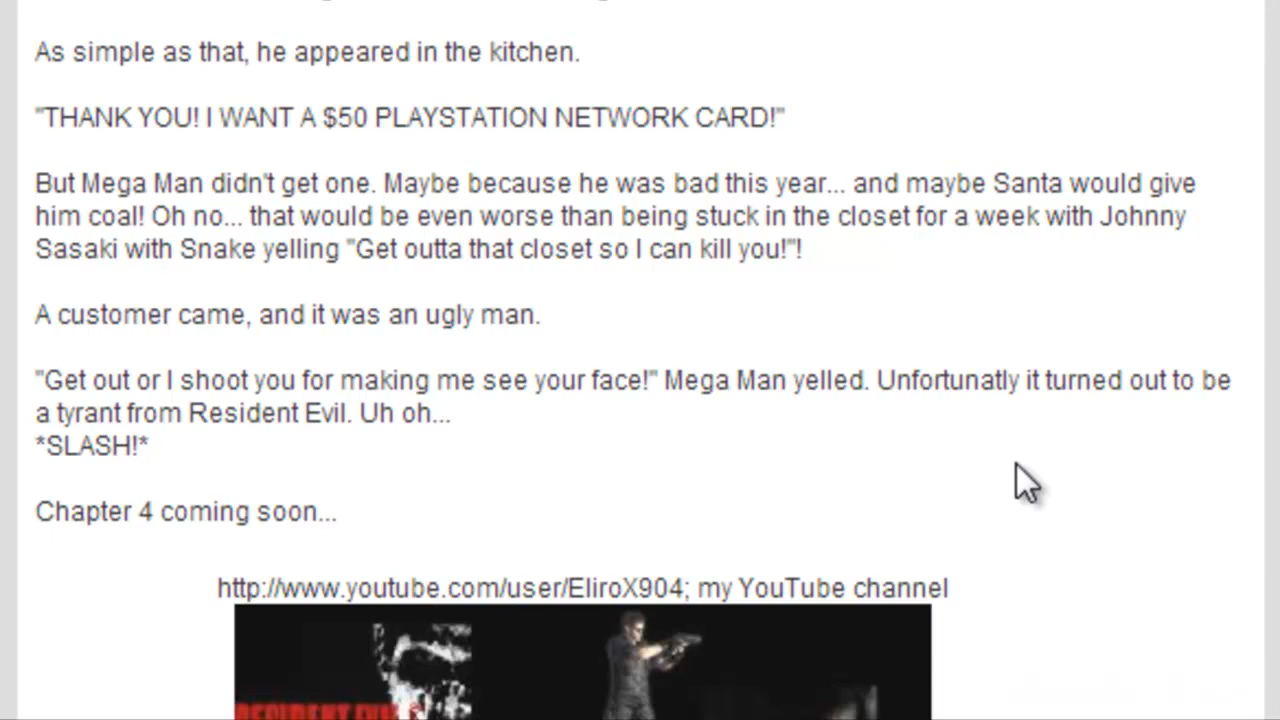 As simple as that, he appeared in the kitchen.
"THANK YOU! I WANT A $50 PLAYSTATION NETWORK CARD!"
But Mega Man didn't get one. Maybe because he was bad this year... and maybe Santa would give
him coal! Oh no... that would be even worse than being stuck in the closet for a week with Johnny
Sasaki with Snake yelling "Get outta that closet so I can kill you!"!
A customer came, and it was an ugly man.
"Get out or I shoot you for making me see your face!" Mega Man yelled. Unfortunatly it turned out to be
a tyrant from Resident Evil. Uh oh...
*SLASH!*
Chapter 4 coming soon...
http://www.youtube.com/user/EliroX904; my YouTube channel
RESIDENT EVIL